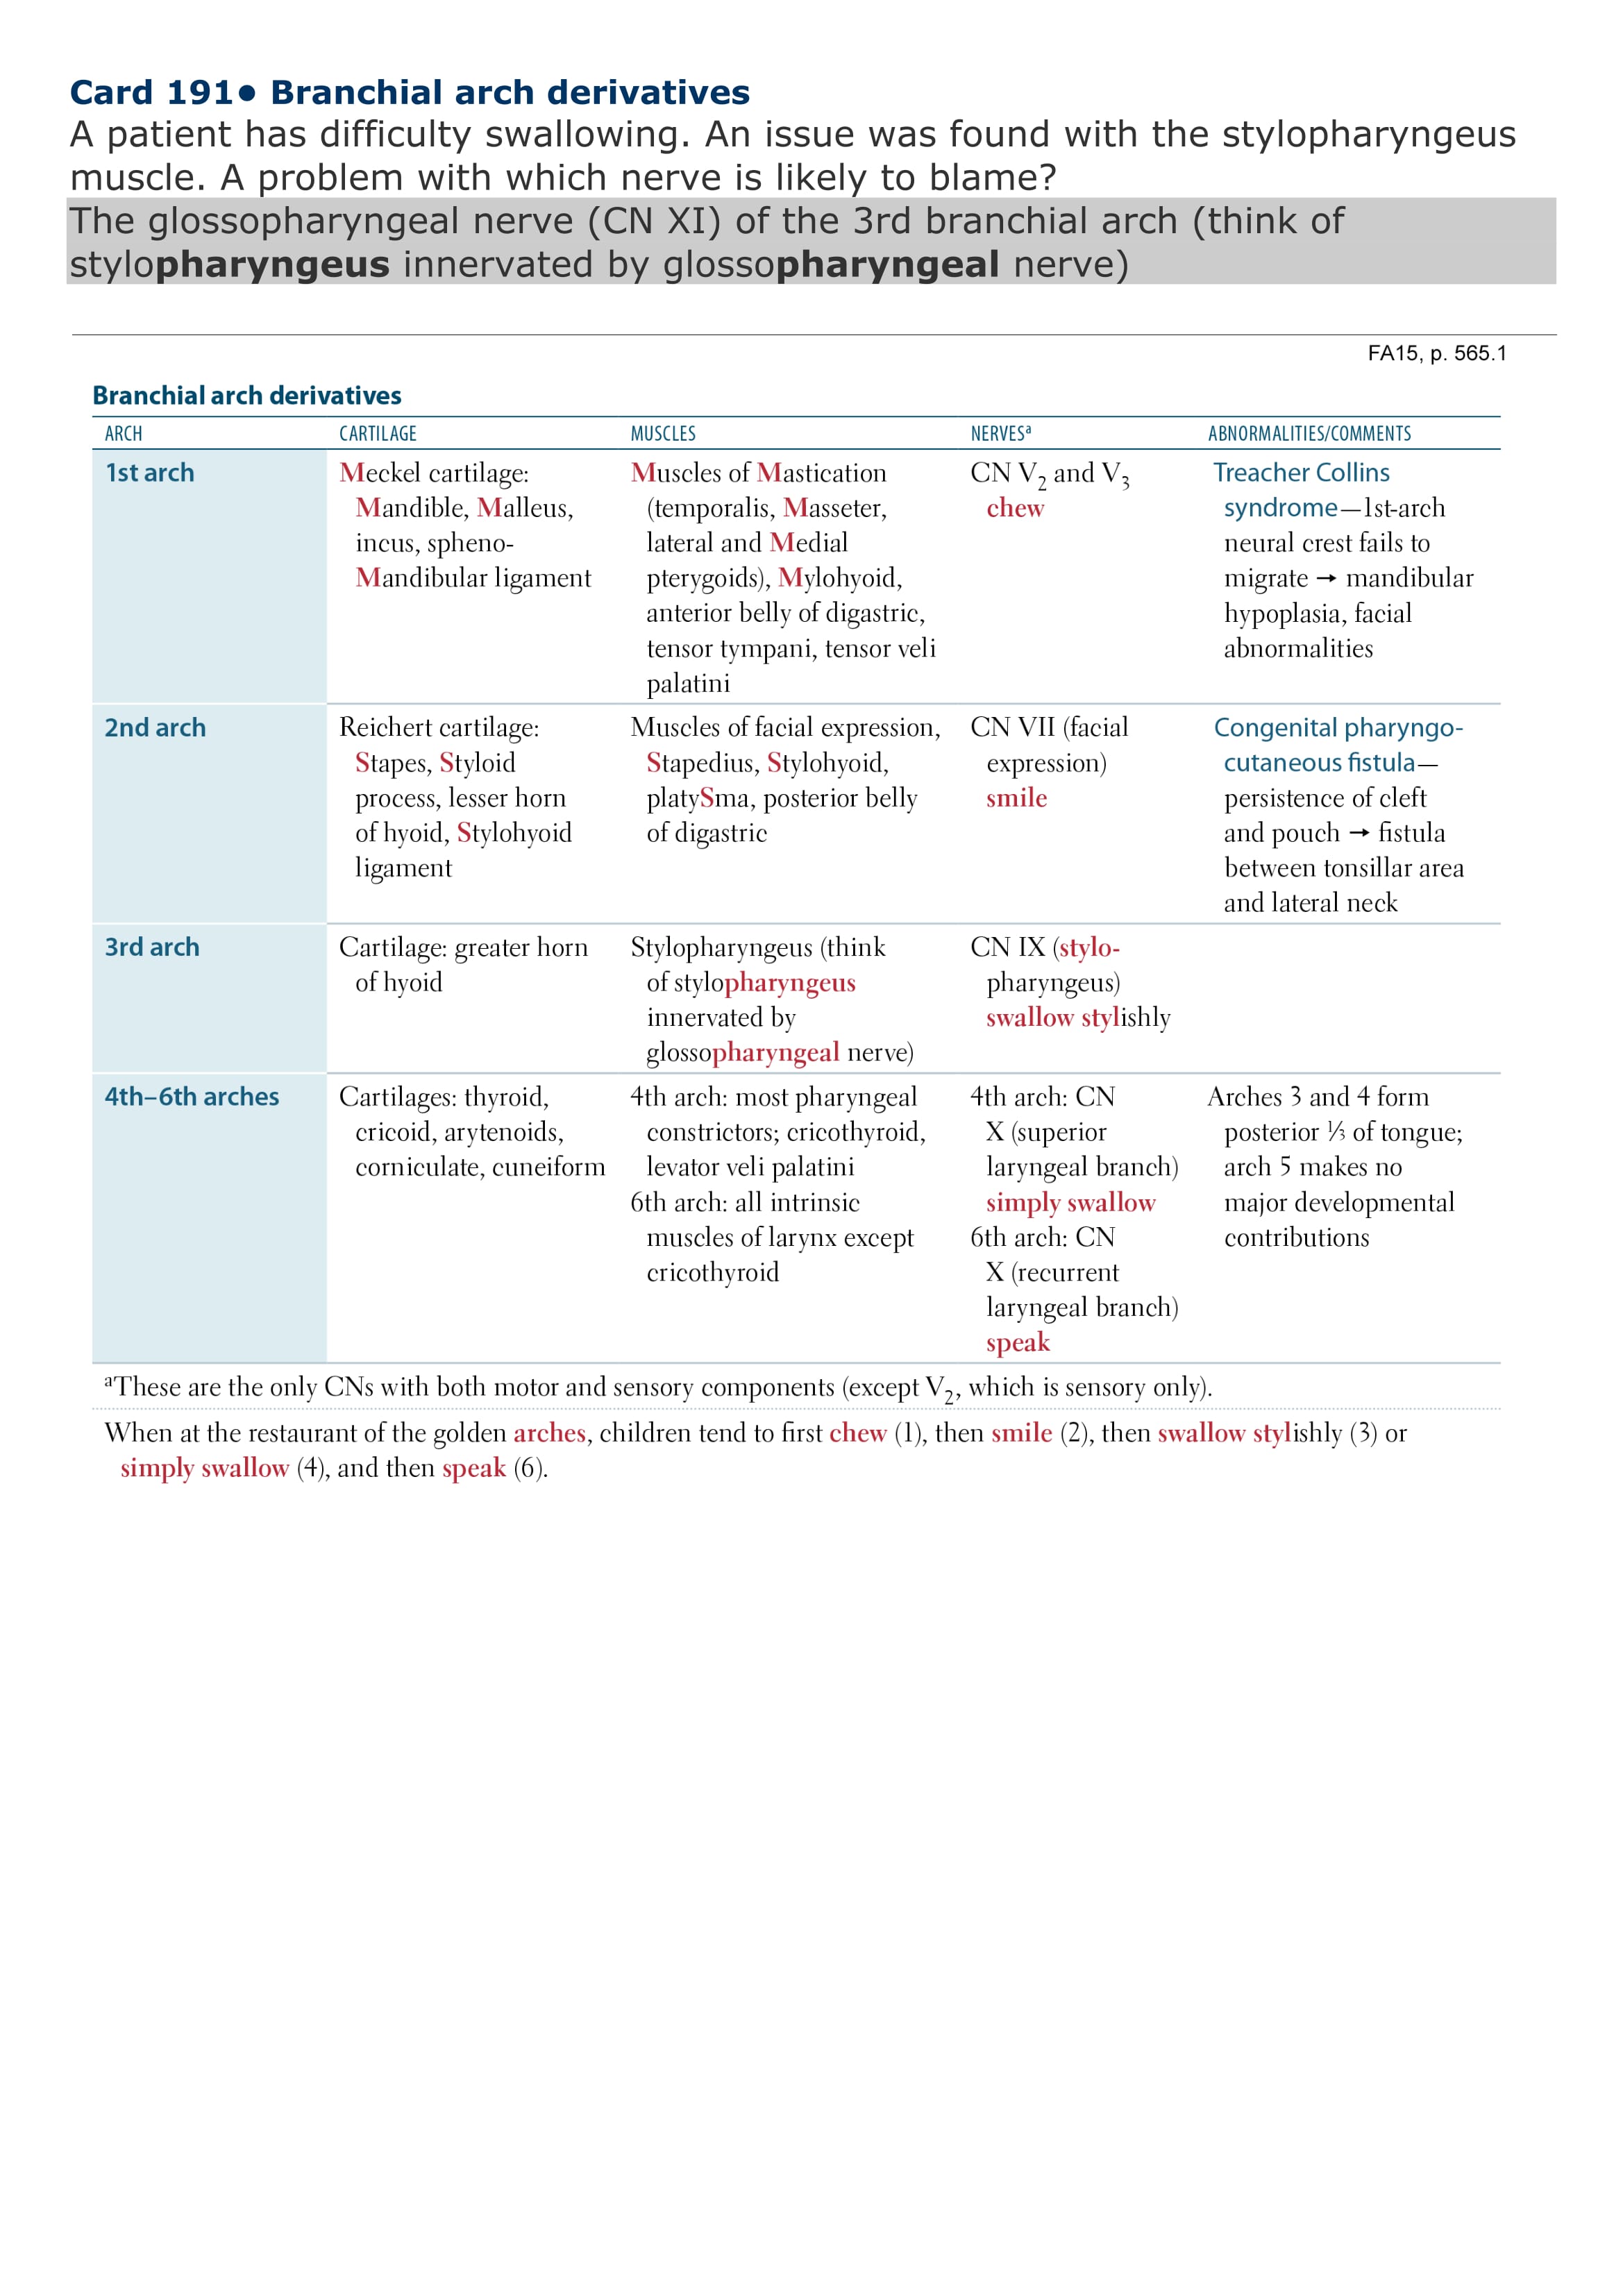 Card 191● Branchial arch derivatives
A patient has difficulty swallowing. An issue was found with the stylopharyngeus
muscle. A problem with which nerve is likely to blame?
The glossopharyngeal nerve (CN XI) of the 3rd branchial arch (think of
stylopharyngeus innervated by glossopharyngeal nerve)
FA15, p. 565.1
Branchial arch derivatives
ARCH CARTILAGE MUSCLES NERVESª ABNORMALITIES/COMMENTS
1st arch
Meckel cartilage:
Mandible, Malleus,
incus, spheno-
Mandibular ligament
Muscles of Mastication
(temporalis, Masseter,
lateral and Medial
pterygoids), Mylohyoid,
anterior belly of digastric,
tensor tympani, tensor veli
palatini
CN V₂ and V₃
chew
Treacher Collins
syndrome—1st-arch
neural crest fails to
migrate → mandibular
hypoplasia, facial
abnormalities
2nd arch
Reichert cartilage:
Stapes, Styloid
process, lesser horn
of hyoid, Stylohyoid
ligament
Muscles of facial expression,
Stapedius, Stylohyoid,
platySma, posterior belly
of digastric
CN VII (facial
expression)
smile
Congenital pharyngo-
cutaneous fistula—
persistence of cleft
and pouch → fistula
between tonsillar area
and lateral neck
3rd arch
Cartilage: greater horn
of hyoid
Stylopharyngeus (think
of stylopharyngeus
innervated by
glossopharyngeal nerve)
CN IX (stylo-
pharyngeus)
swallow stylishly
4th–6th arches
Cartilages: thyroid,
cricoid, arytenoids,
corniculate, cuneiform
4th arch: most pharyngeal
constrictors; cricothyroid,
levator veli palatini
6th arch: all intrinsic
muscles of larynx except
cricothyroid
4th arch: CN
X (superior
laryngeal branch)
simply swallow
6th arch: CN
X (recurrent
laryngeal branch)
speak
Arches 3 and 4 form
posterior ⅓ of tongue;
arch 5 makes no
major developmental
contributions
ªThese are the only CNs with both motor and sensory components (except V₂, which is sensory only).
When at the restaurant of the golden arches, children tend to first chew (1), then smile (2), then swallow stylishly (3) or
simply swallow (4), and then speak (6).